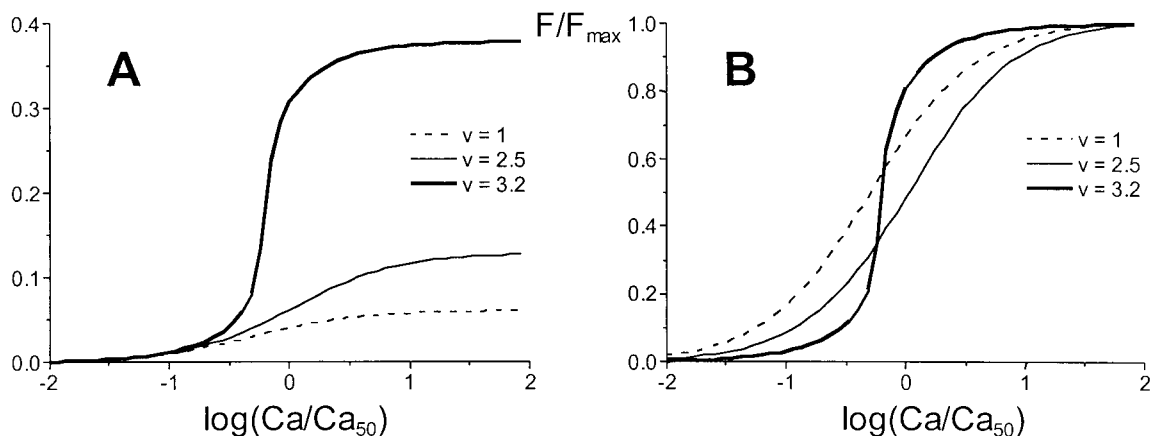 A
0.4
0.3
0.2
0.1
0.0
-2
-1
0
1
2
log(Ca/Ca50)
v = 1
v = 2.5
v = 3.2
F/Fmax
B
1.0
0.8
0.6
0.4
0.2
0.0
-2
-1
0
1
2
log(Ca/Ca50)
v = 1
v = 2.5
v = 3.2